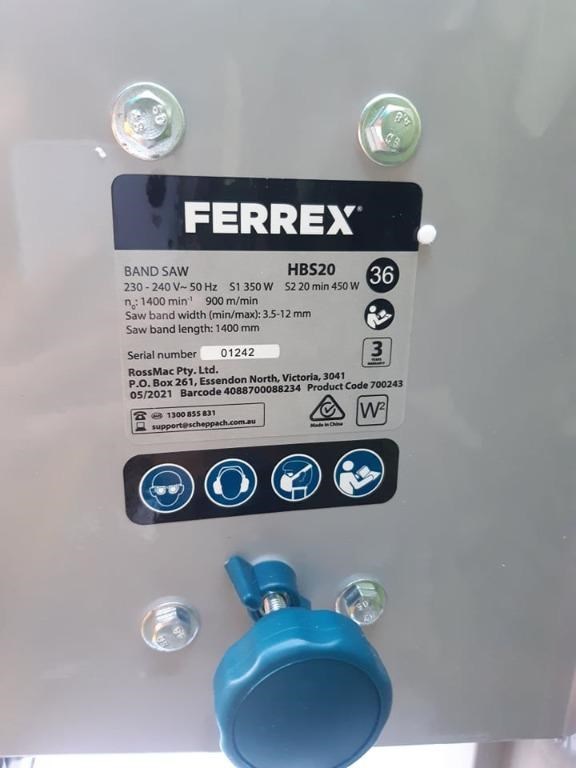 FERREX®
BAND SAW HBS20
230 - 240 V~ 50 Hz S1 350 W S2 20 min 450 W
36
n₀: 1400 min⁻¹ 900 m/min
Saw band width (min/max): 3.5-12 mm
Saw band length: 1400 mm
Serial number 01242
3
YEARS
WARRANTY
RossMac Pty. Ltd.
P.O. Box 261, Essendon North, Victoria, 3041
05/2021 Barcode 4088700088234 Product Code 700243
1300 855 831
support@scheppach.com.au
Made in China
W²
8.8
4.8